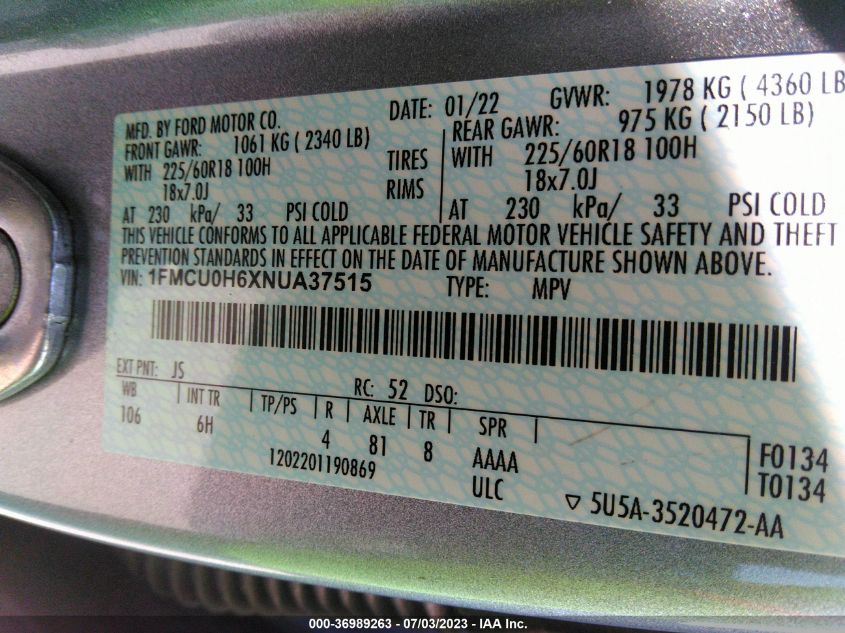 MFD. BY FORD MOTOR CO.
DATE: 01/22 GVWR: 1978 KG ( 4360 LB
FRONT GAWR: 1061 KG ( 2340 LB)
REAR GAWR: 975 KG ( 2150 LB)
WITH 225/60R18 100H TIRES WITH 225/60R18 100H
18x7.0J RIMS 18x7.0J
AT 230 kPa/ 33 PSI COLD AT 230 kPa/ 33 PSI COLD
THIS VEHICLE CONFORMS TO ALL APPLICABLE FEDERAL MOTOR VEHICLE SAFETY AND THEFT
PREVENTION STANDARDS IN EFFECT ON THE DATE OF MANUFACTURE SHOWN ABOVE.
VIN: 1FMCU0H6XNUA37515 TYPE: MPV
EXT PNT: JS RC: 52 DSO:
WB INT TR TP/PS R AXLE TR SPR
106 6H 4 81 8 AAAA F0134
1202201190869 ULC T0134
5U5A-3520472-AA
000-36989263 - 07/03/2023 - IAA Inc.